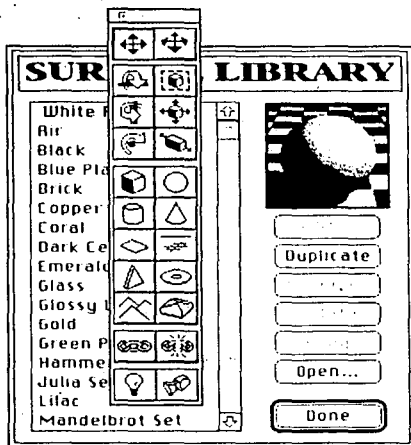 SUR LIBRARY
White
Air
Black
Blue Pla
Brick
Copper
Coral
Dark Ce
Emerald
Glass
Glossy
Gold
Green P
Hamme
Julia Se
Lilac
Mandelbrot Set
Duplicate
Open...
Done